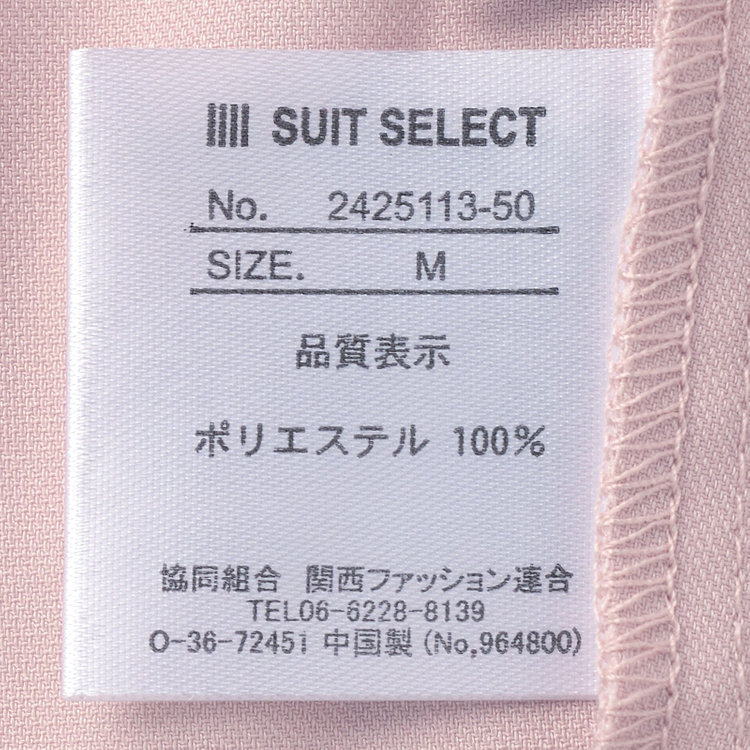 SUIT SELECT
No. 2425113-50
SIZE. M
品質表示
ポリエステル 100%
協同組合 関西ファッション連合
TEL06-6228-8139
O-36-72451 中国製 (No,964800)